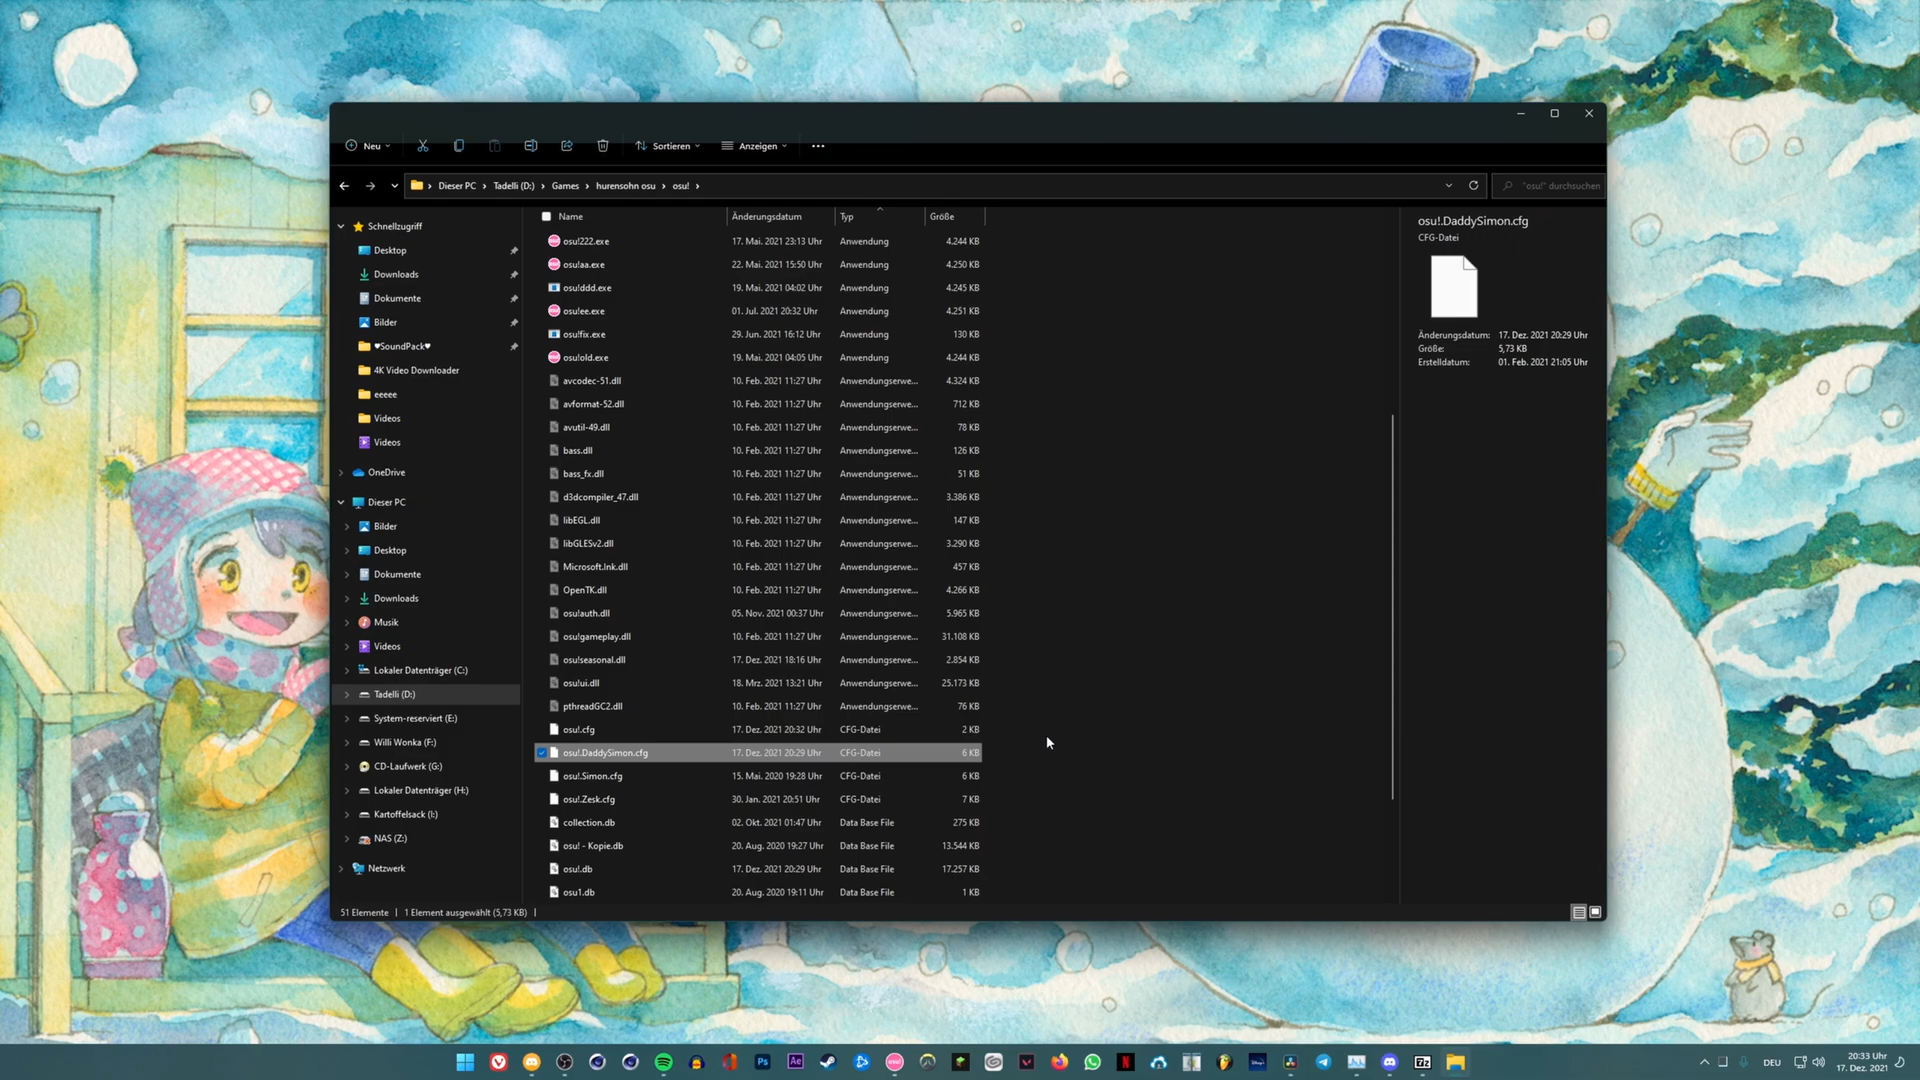 Neu
Sortieren
Anzeigen
Dieser PC > Tadelli (D:) > Games > hurensohn osu > osu! >
"osu!" durchsuchen
Name Änderungsdatum Typ Größe
Schnellzugriff
Desktop
Downloads
Dokumente
Bilder
♥SoundPack♥
4K Video Downloader
eeeee
Videos
Videos
OneDrive
Dieser PC
Bilder
Desktop
Dokumente
Downloads
Musik
Videos
Lokaler Datenträger (C:)
Tadelli (D:)
System-reserviert (E:)
Willi Wonka (F:)
CD-Laufwerk (G:)
Lokaler Datenträger (H:)
Kartoffelsack (I:)
NAS (Z:)
Netzwerk
osu!222.exe 17. Mai. 2021 23:13 Uhr Anwendung 4.244 KB
osu!aa.exe 22. Mai. 2021 15:50 Uhr Anwendung 4.250 KB
osu!ddd.exe 19. Mai. 2021 04:02 Uhr Anwendung 4.245 KB
osu!ee.exe 01. Jul. 2021 20:32 Uhr Anwendung 4.251 KB
osu!fix.exe 29. Jun. 2021 16:12 Uhr Anwendung 130 KB
osu!old.exe 19. Mai. 2021 04:05 Uhr Anwendung 4.244 KB
avcodec-51.dll 10. Feb. 2021 11:27 Uhr Anwendungserwe... 4.324 KB
avformat-52.dll 10. Feb. 2021 11:27 Uhr Anwendungserwe... 712 KB
avutil-49.dll 10. Feb. 2021 11:27 Uhr Anwendungserwe... 78 KB
bass.dll 10. Feb. 2021 11:27 Uhr Anwendungserwe... 126 KB
bass_fx.dll 10. Feb. 2021 11:27 Uhr Anwendungserwe... 51 KB
d3dcompiler_47.dll 10. Feb. 2021 11:27 Uhr Anwendungserwe... 3.386 KB
libEGL.dll 10. Feb. 2021 11:27 Uhr Anwendungserwe... 147 KB
libGLESv2.dll 10. Feb. 2021 11:27 Uhr Anwendungserwe... 3.290 KB
Microsoft.Ink.dll 10. Feb. 2021 11:27 Uhr Anwendungserwe... 457 KB
OpenTK.dll 10. Feb. 2021 11:27 Uhr Anwendungserwe... 4.266 KB
osu!auth.dll 05. Nov. 2021 00:37 Uhr Anwendungserwe... 5.965 KB
osu!gameplay.dll 10. Feb. 2021 11:27 Uhr Anwendungserwe... 31.108 KB
osu!seasonal.dll 17. Dez. 2021 18:16 Uhr Anwendungserwe... 2.854 KB
osu!ui.dll 18. Mrz. 2021 13:21 Uhr Anwendungserwe... 25.173 KB
pthreadGC2.dll 10. Feb. 2021 11:27 Uhr Anwendungserwe... 76 KB
osu!.cfg 17. Dez. 2021 20:32 Uhr CFG-Datei 2 KB
osu!.DaddySimon.cfg 17. Dez. 2021 20:29 Uhr CFG-Datei 6 KB
osu!.Simon.cfg 15. Mai. 2020 19:28 Uhr CFG-Datei 6 KB
osu!.Zesk.cfg 30. Jan. 2021 20:51 Uhr CFG-Datei 7 KB
collection.db 02. Okt. 2021 01:47 Uhr Data Base File 275 KB
osu! - Kopie.db 20. Aug. 2020 19:27 Uhr Data Base File 13.544 KB
osu!.db 17. Dez. 2021 20:29 Uhr Data Base File 17.257 KB
osu1.db 20. Aug. 2020 19:11 Uhr Data Base File 1 KB
osu!.DaddySimon.cfg
CFG-Datei
Änderungsdatum: 17. Dez. 2021 20:29 Uhr
Größe: 5,73 KB
Erstelldatum: 01. Feb. 2021 21:05 Uhr
51 Elemente | 1 Element ausgewählt (5,73 KB) |
Ps
Ae
osu!
N
7z
DEU
20:33 Uhr
17. Dez. 2021